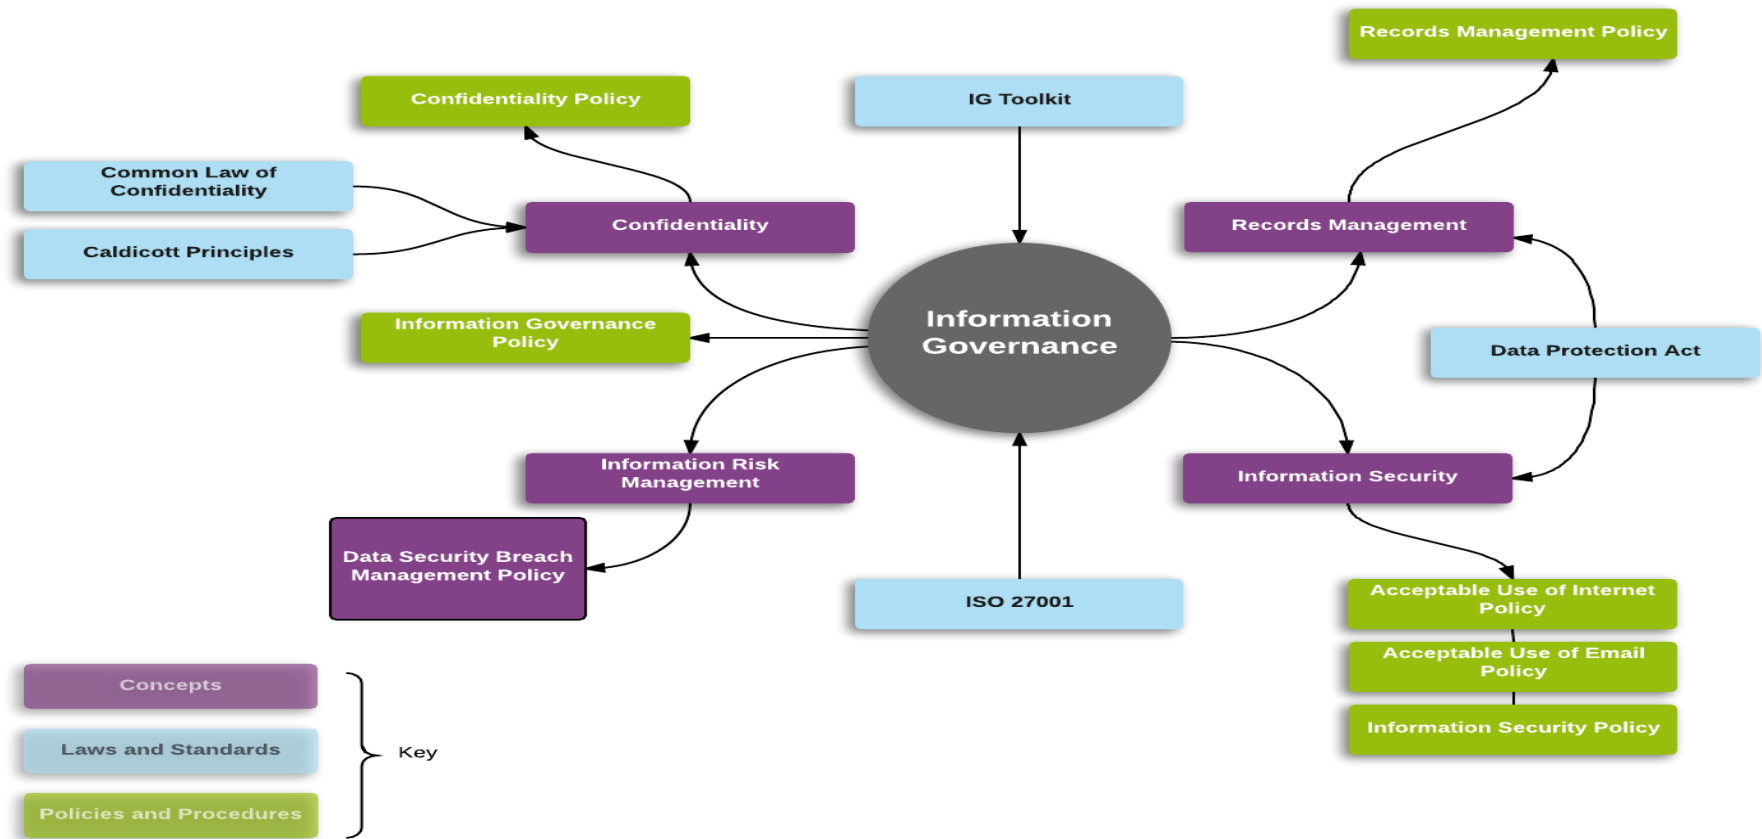 Records Management Policy
Confidentiality Policy
IG Toolkit
Common Law of
Confidentiality
Caldicott Principles
Confidentiality
Records Management
Information Governance
Policy
Information
Governance
Data Protection Act
Information Risk
Management
Information Security
Data Security Breach
Management Policy
ISO 27001
Acceptable Use of Internet
Policy
Acceptable Use of Email
Policy
Information Security Policy
Concepts
Laws and Standards
Policies and Procedures
Key